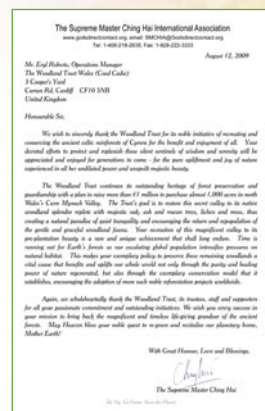 The Supreme Master Ching Hai International Association
www.godsdirectcontact.org; email: SMCHIA@Godsdirectcontact.org
Tel: 1-408-218-2635; Fax: 1-928-222-3333
August 12, 2009
Mr. Eryl Roberts, Operations Manager
The Woodland Trust Wales (Coed Cadw)
3 Cooper's Yard
Curran Rd. Cardiff CF10 5NB
United Kingdom
Honourable Sir,
We wish to sincerely thank the Woodland Trust for its noble initiative of recreating and
conserving the ancient celtic rainforests of Cymru for the benefit and enjoyment of all. Your
devoted efforts to protect and replenish these silent sentinels of wisdom and serenity will be
appreciated and enjoyed for generations to come - for the pure upliftment and joy of nature
experienced in all her undiluted power and unspoilt majestic beauty.
The Woodland Trust continues its outstanding heritage of forest preservation and
guardianship with a plan to raise more than £1 million to purchase almost 1,000 acres in north
Wales's Cwm Mynach Valley. The Trust's goal is to restore this secret valley to its native
woodland splendor replete with majestic oak, ash and rowan trees, lichen and moss, thus
creating a natural paradise of quiet tranquility and encouraging the return and repopulation of
the gentle and graceful woodland fauna. Your recreation of this magnificent valley to its
pre-plantation beauty is a rare and unique achievement that shall long endure. Time is
running out for Earth's forests as our escalating global population intensifies pressures on
natural habitat. This makes your exemplary policy to preserve these remaining woodlands a
vital cause that benefits and uplifts our whole world not only through the purity and healing
power of nature regenerated, but also through the exemplary conservation model that it
establishes, encouraging the adoption of more such noble reforestation projects worldwide.
Again, we wholeheartedly thank the Woodland Trust, its trustees, staff and supporters
for all your passionate commitment and outstanding initiatives. We wish you every success in
your mission to bring back the magnificent and timeless life-giving grandeur of the ancient
forests. May Heaven bless your noble quest to re-green and revitalise our planetary home,
Mother Earth!
With Great Honour, Love and Blessings,
The Supreme Master Ching Hai
Be Veg, Go Green, Save the Planet